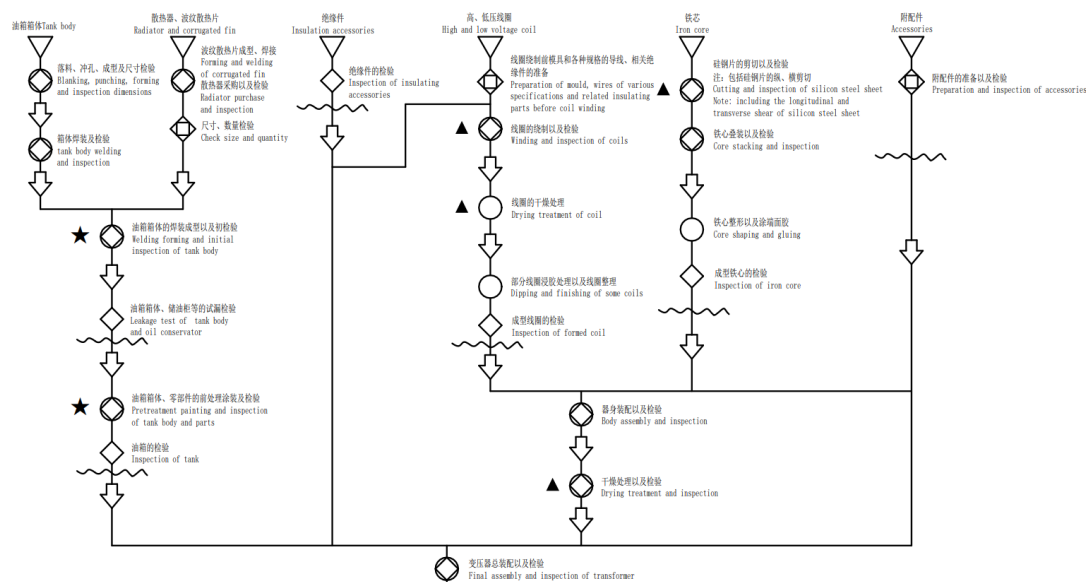 油箱箱体Tank body
散热器、波纹散热片
Radiator and corrugated fin
绝缘件
Insulation accessories
高、低压线圈
High and low voltage coil
铁芯
Iron core
附配件
Accessories
落料、冲孔、成型及尺寸检验
Blanking, punching, forming
and inspection dimensions
箱体焊装及检验
tank body welding
and inspection
波纹散热片成型、焊接
Forming and welding
of corrugated fin
散热器采购以及检验
Radiator purchase
and inspection
尺寸、数量检验
Check size and quantity
绝缘件的检验
Inspection of insulating
accessories
线圈绕制前模具和各种规格的导线、相关绝
缘件的准备
Preparation of mould, wires of various
specifications and related insulating
parts before coil winding
线圈的绕制以及检验
Winding and inspection of coils
线圈的干燥处理
Drying treatment of coil
部分线圈浸胶处理以及线圈整理
Dipping and finishing of some coils
成型线圈的检验
Inspection of formed coil
硅钢片的剪切以及检验
注：包括硅钢片的纵、横剪切
Cutting and inspection of silicon steel sheet
Note: including the longitudinal and
transverse shear of silicon steel sheet
铁心叠装以及检验
Core stacking and inspection
铁心整形以及涂端面胶
Core shaping and gluing
成型铁心的检验
Inspection of iron core
附配件的准备以及检验
Preparation and inspection of accessories
油箱箱体的焊装成型以及初检验
Welding forming and initial
inspection of tank body
油箱箱体、储油柜等的试漏检验
Leakage test of tank body
and oil conservator
油箱箱体、零部件的前处理涂装及检验
Pretreatment painting and inspection
of tank body and parts
油箱的检验
Inspection of tank
器身装配以及检验
Body assembly and inspection
干燥处理以及检验
Drying treatment and inspection
变压器总装配以及检验
Final assembly and inspection of transformer